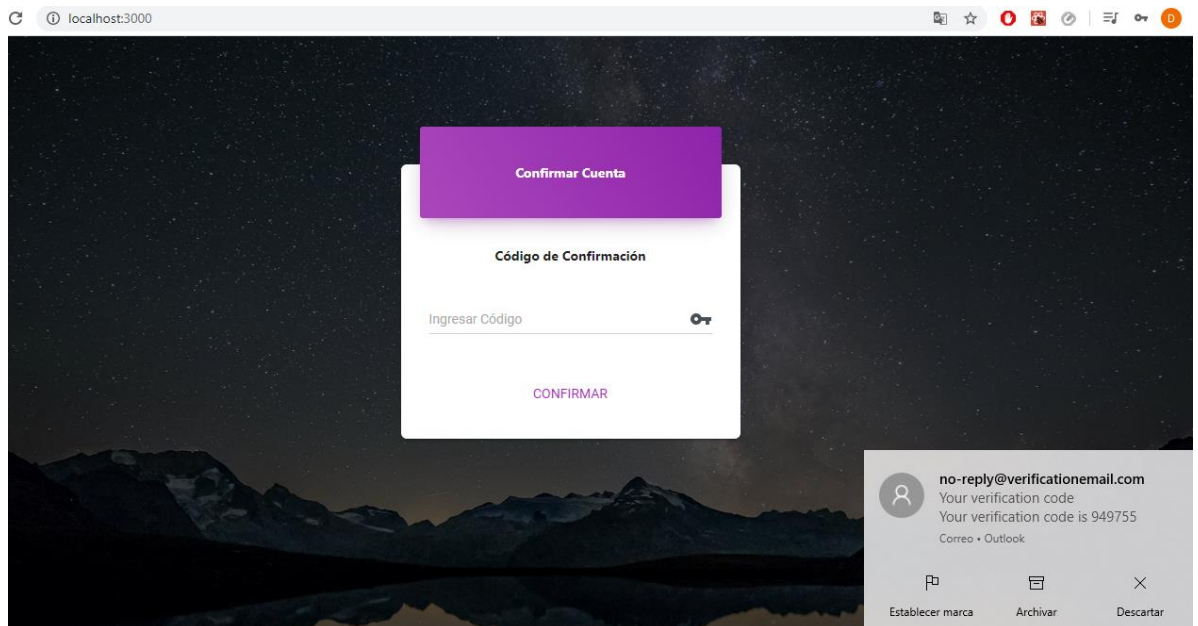 localhost:3000
D
Confirmar Cuenta
Código de Confirmación
Ingresar Código
CONFIRMAR
no-reply@verificationemail.com
Your verification code
Your verification code is 949755
Correo • Outlook
Establecer marca
Archivar
Descartar